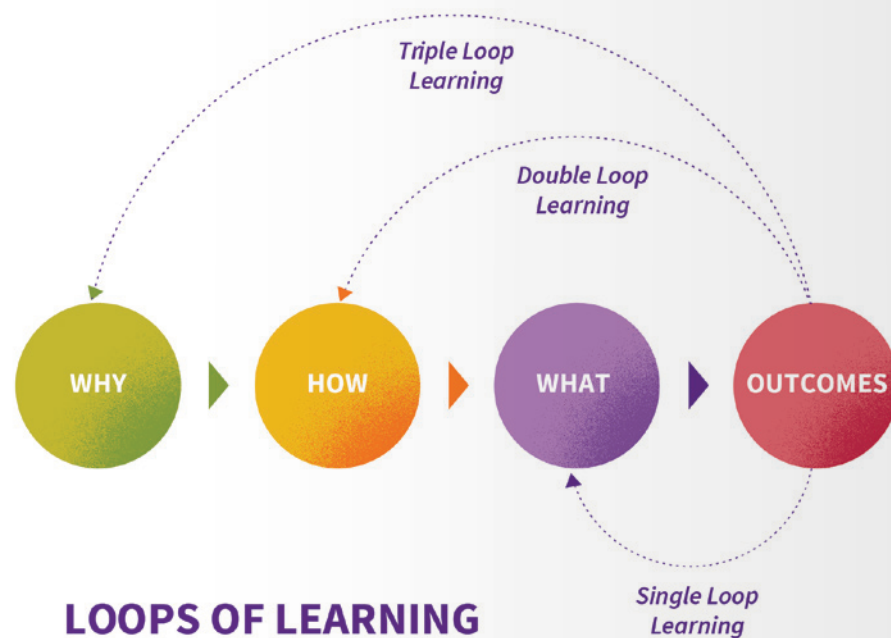 Triple Loop
Learning
Double Loop
Learning
WHY
HOW
WHAT
OUTCOMES
Single Loop
Learning
LOOPS OF LEARNING